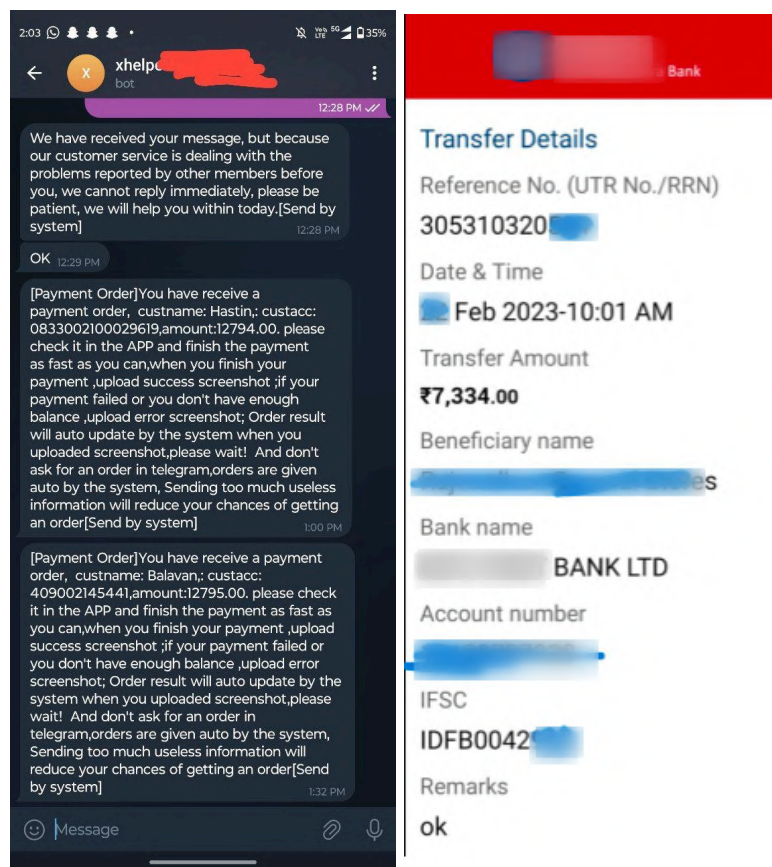 2:03
Vo))
LTE
5G
35%
xhelpe
bot
12:28 PM
We have received your message, but because
our customer service is dealing with the
problems reported by other members before
you, we cannot reply immediately, please be
patient, we will help you within today.[Send by
system]
12:28 PM
OK 12:29 PM
[Payment Order]You have receive a
payment order, custname: Hastin,: custacc:
0833002100029619,amount:12794.00. please
check it in the APP and finish the payment
as fast as you can,when you finish your
payment ,upload success screenshot ;if your
payment failed or you don't have enough
balance ,upload error screenshot; Order result
will auto update by the system when you
uploaded screenshot,please wait! And don't
ask for an order in telegram,orders are given
auto by the system, Sending too much useless
information will reduce your chances of getting
an order[Send by system]
1:00 PM
[Payment Order]You have receive a payment
order, custname: Balavan,: custacc:
409002145441,amount:12795.00. please check
it in the APP and finish the payment as fast as
you can,when you finish your payment ,upload
success screenshot ;if your payment failed or
you don't have enough balance ,upload error
screenshot; Order result will auto update by the
system when you uploaded screenshot,please
wait! And don't ask for an order in
telegram,orders are given auto by the system,
Sending too much useless information will
reduce your chances of getting an order[Send
by system]
1:32 PM
Message
Bank
Transfer Details
Reference No. (UTR No./RRN)
305310320
Date & Time
Feb 2023-10:01 AM
Transfer Amount
₹7,334.00
Beneficiary name
Bank name
BANK LTD
Account number
IFSC
IDFB0042
Remarks
ok